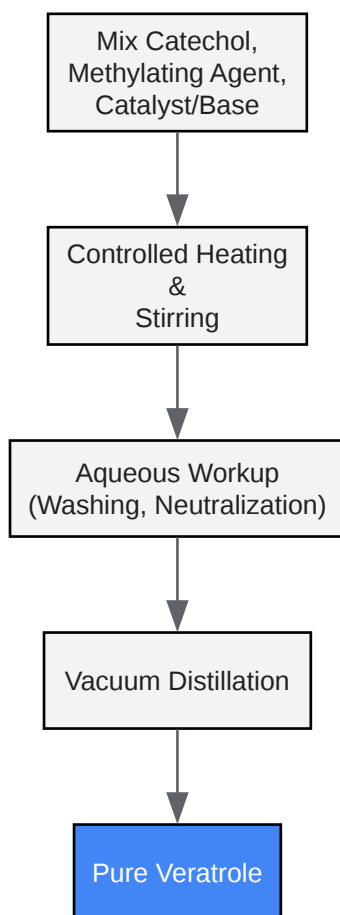 Mix Catechol,
Methylating Agent,
Catalyst/Base
Controlled Heating
&
Stirring
Aqueous Workup
(Washing, Neutralization)
Vacuum Distillation
Pure Veratrole